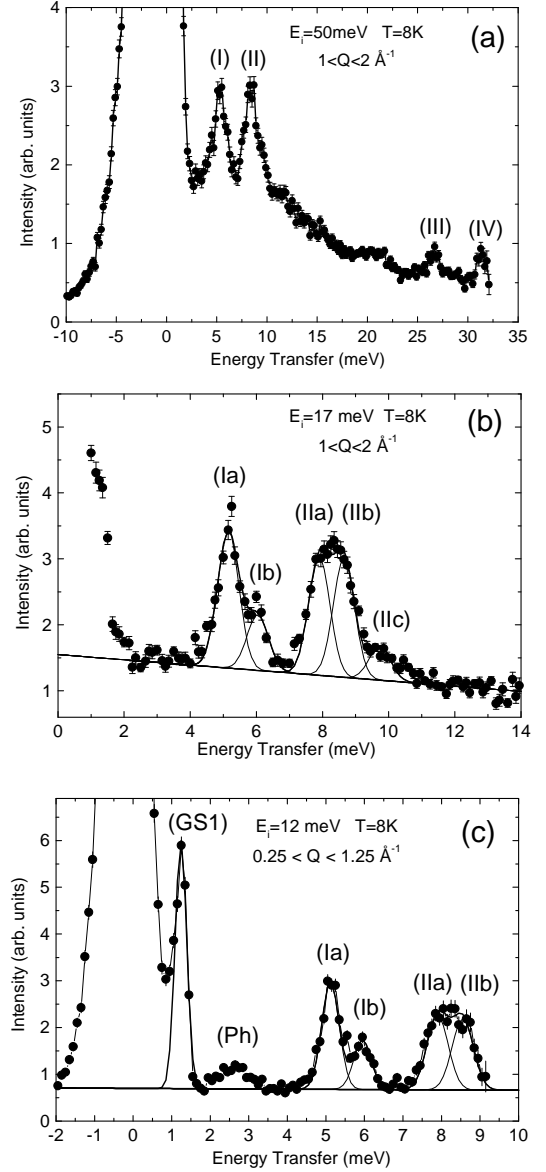 E_i=50meV T=8K
(a)
1<Q<2 Å^-1
(I) (II)
(III) (IV)
Intensity (arb. units)
0 1 2 3 4
-10 -5 0 5 10 15 20 25 30 35
Energy Transfer (meV)
E_i=17 meV T=8K
(b)
1<Q<2 Å^-1
(Ia)
(Ib)
(IIa) (IIb)
(IIc)
Intensity (arb. units)
1 2 3 4 5
0 2 4 6 8 10 12 14
Energy Transfer (meV)
(GS1)
E_i=12 meV T=8K
(c)
0.25 < Q < 1.25 Å^-1
(Ia)
(Ib)
(IIa)
(IIb)
(Ph)
Intensity (arb. units)
0 1 2 3 4 5 6
-2 -1 0 1 2 3 4 5 6 7 8 9 10
Energy Transfer (meV)